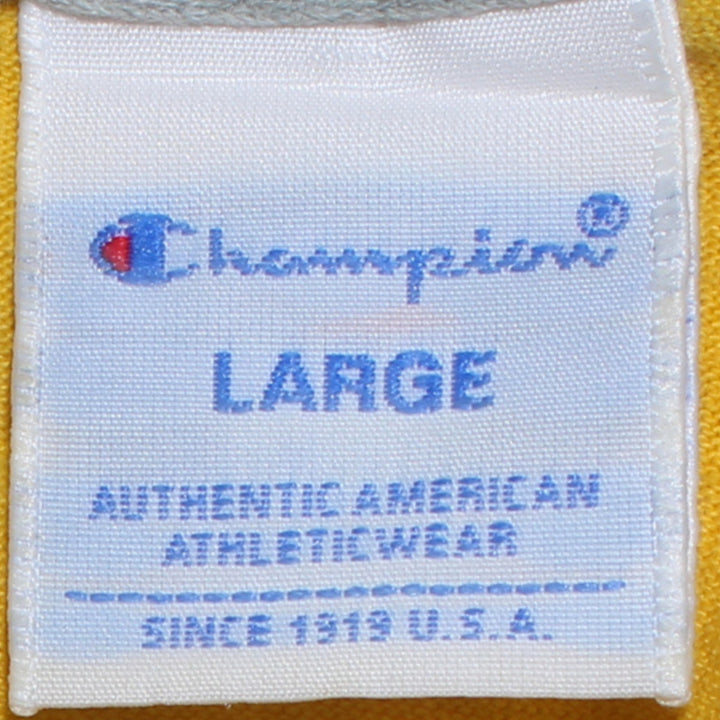 Champion®
LARGE
AUTHENTIC AMERICAN
ATHLETICWEAR
SINCE 1919 U.S.A.